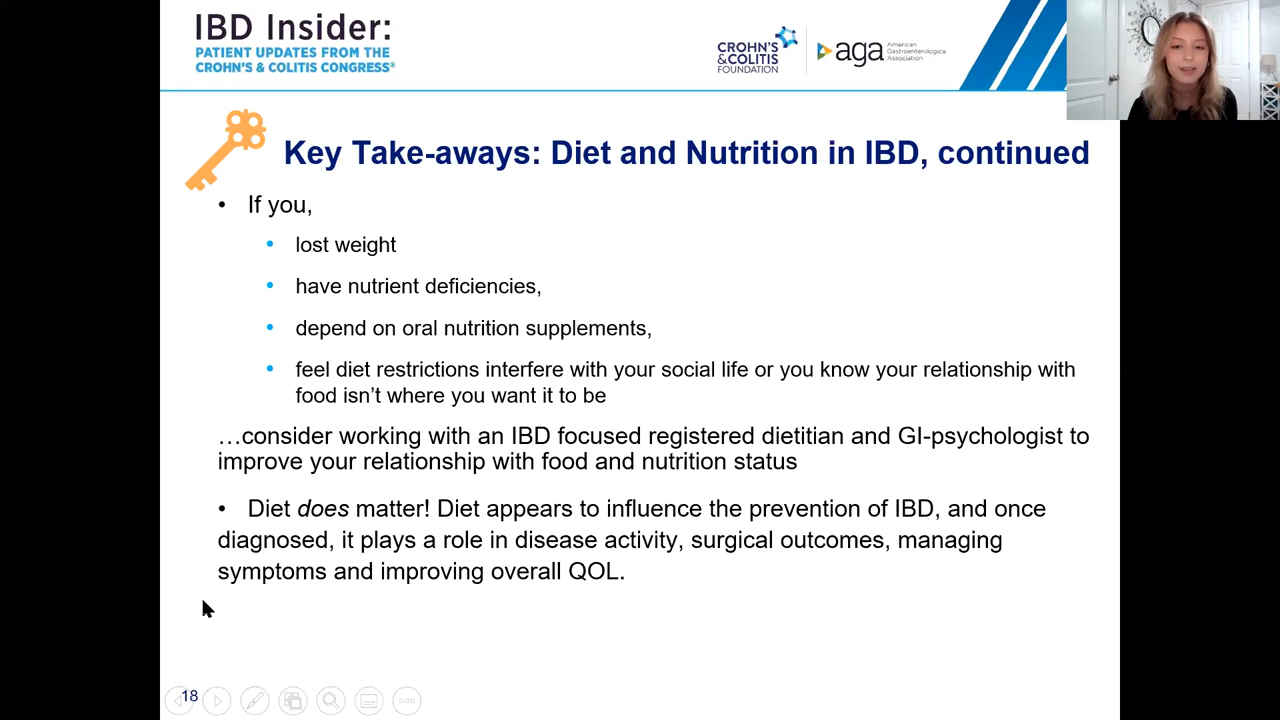 IBD Insider:
PATIENT UPDATES FROM THE
CROHN'S & COLITIS CONGRESS®
CROHN'S
& COLITIS
FOUNDATION
aga
American
Gastroenterological
Association
Key Take-aways: Diet and Nutrition in IBD, continued
• If you,
• lost weight
• have nutrient deficiencies,
• depend on oral nutrition supplements,
• feel diet restrictions interfere with your social life or you know your relationship with
food isn’t where you want it to be
…consider working with an IBD focused registered dietitian and GI-psychologist to
improve your relationship with food and nutrition status
• Diet does matter! Diet appears to influence the prevention of IBD, and once
diagnosed, it plays a role in disease activity, surgical outcomes, managing
symptoms and improving overall QOL.
18